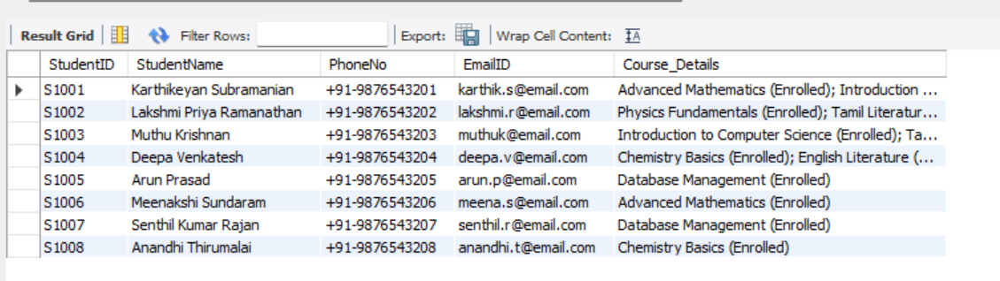 Result Grid Filter Rows: Export: Wrap Cell Content:
StudentID StudentName PhoneNo EmailID Course_Details
S1001 Karthikeyan Subramanian +91-9876543201 karthik.s@email.com Advanced Mathematics (Enrolled); Introduction ...
S1002 Lakshmi Priya Ramanathan +91-9876543202 lakshmi.r@email.com Physics Fundamentals (Enrolled); Tamil Literatur...
S1003 Muthu Krishnan +91-9876543203 muthuk@email.com Introduction to Computer Science (Enrolled); Ta...
S1004 Deepa Venkatesh +91-9876543204 deepa.v@email.com Chemistry Basics (Enrolled); English Literature (...
S1005 Arun Prasad +91-9876543205 arun.p@email.com Database Management (Enrolled)
S1006 Meenakshi Sundaram +91-9876543206 meena.s@email.com Advanced Mathematics (Enrolled)
S1007 Senthil Kumar Rajan +91-9876543207 senthil.r@email.com Database Management (Enrolled)
S1008 Anandhi Thirumalai +91-9876543208 anandhi.t@email.com Chemistry Basics (Enrolled)